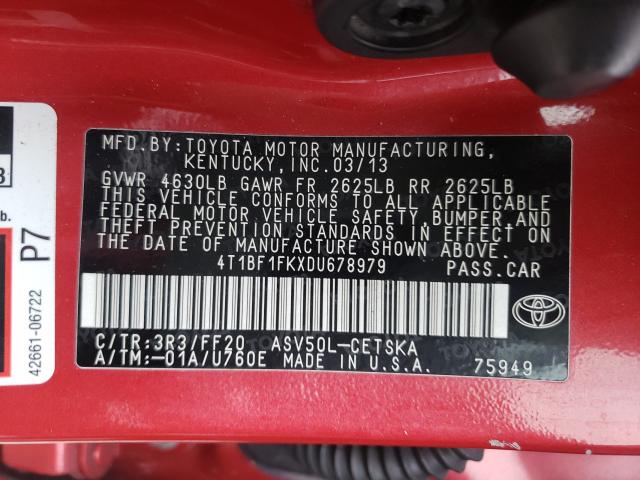 MFD.BY:TOYOTA MOTOR MANUFACTURING,
KENTUCKY,INC.03/13
GVWR 4630LB GAWR FR 2625LB RR 2625LB
THIS VEHICLE CONFORMS TO ALL APPLICABLE
FEDERAL MOTOR VEHICLE SAFETY,BUMPER AND
THEFT PREVENTION STANDARDS IN EFFECT ON
THE DATE OF MANUFACTURE SHOWN ABOVE.
4T1BF1FKXDU678979 PASS.CAR
C/TR:3R3/FF20 ASV50L-CETSKA
A/TM:-01A/U760E MADE IN U.S.A. 75949
3
b.
P7
42661-06722